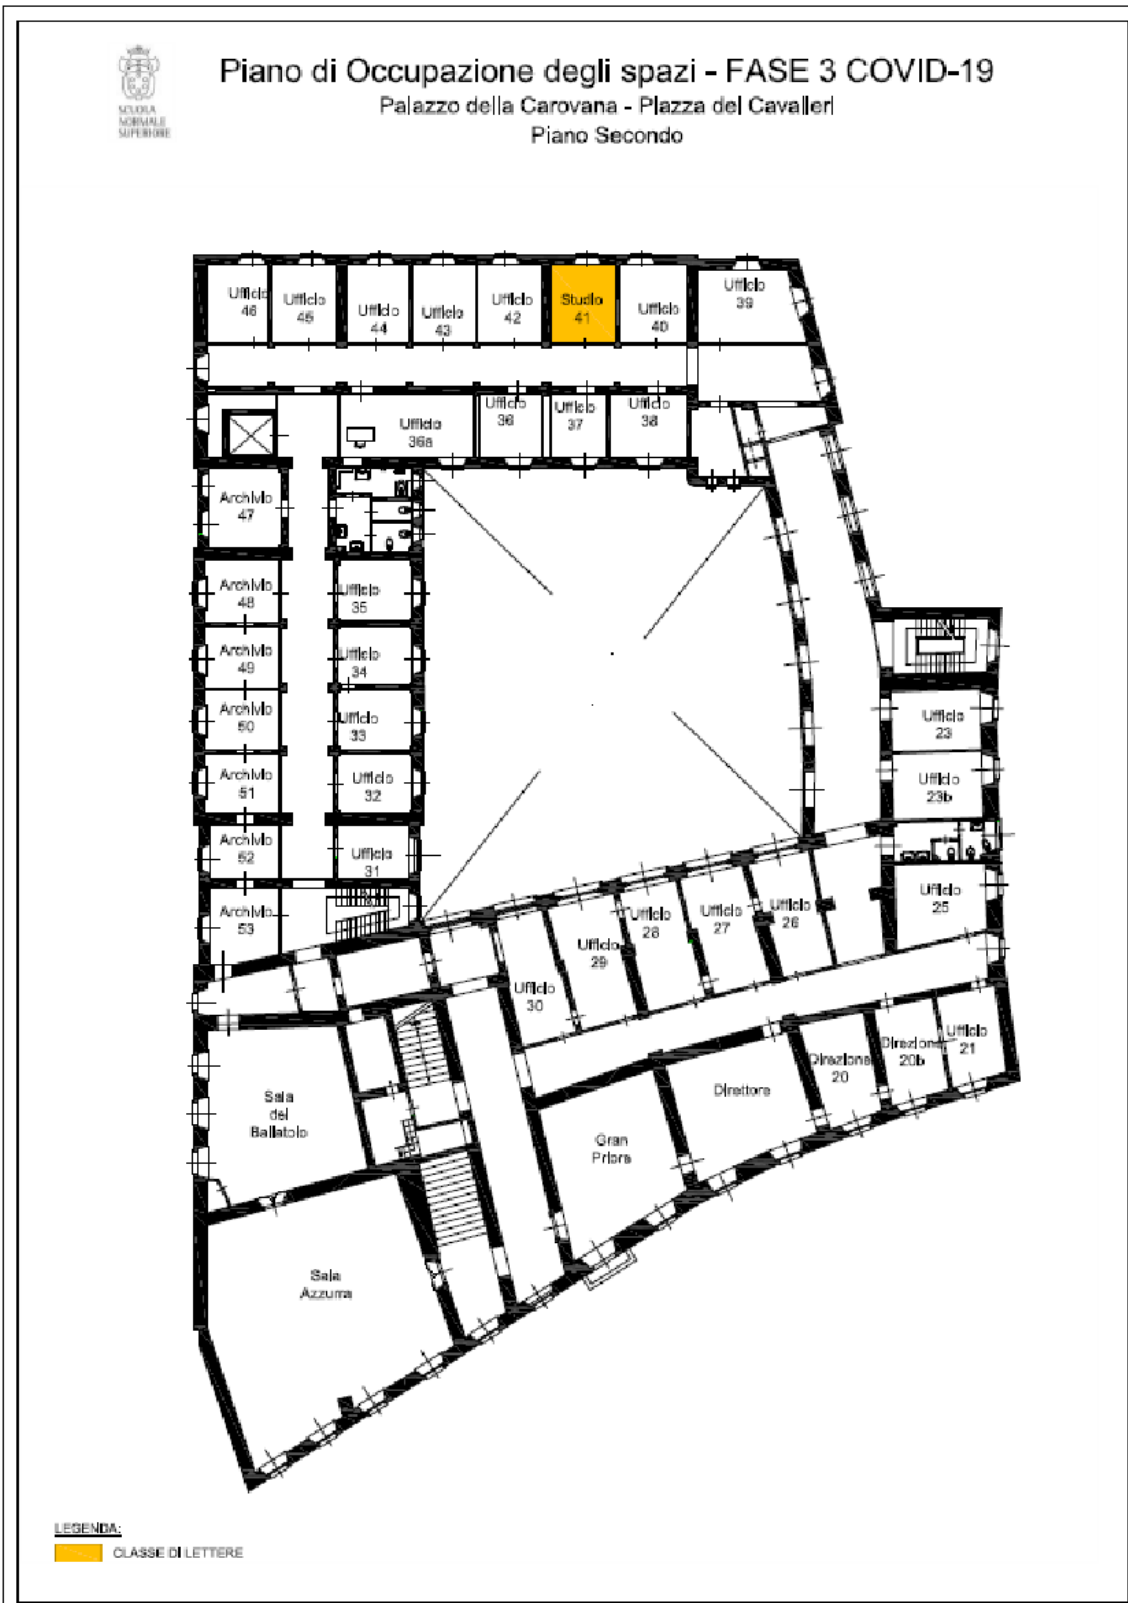 SCUOLA
NORMALE
SUPERIORE
Piano di Occupazione degli spazi - FASE 3 COVID-19
Palazzo della Carovana - Piazza dei Cavalieri
Piano Secondo
Ufficio
46
Ufficio
45
Ufficio
44
Ufficio
43
Ufficio
42
Studio
41
Ufficio
40
Ufficio
39
Ufficio
36a
Ufficio
36
Ufficio
37
Ufficio
38
Archivio
47
Archivio
48
Ufficio
35
Archivio
49
Ufficio
34
Archivio
50
Ufficio
33
Archivio
51
Ufficio
32
Archivio
52
Ufficio
31
Archivio
53
Ufficio
23
Ufficio
23b
Ufficio
25
Ufficio
26
Ufficio
27
Ufficio
28
Ufficio
29
Ufficio
30
Direzione
20
Direzione
20b
Ufficio
21
Direttore
Gran
Priore
Sala
del
Ballatoio
Sala
Azzurra
LEGENDA:
CLASSE DI LETTERE